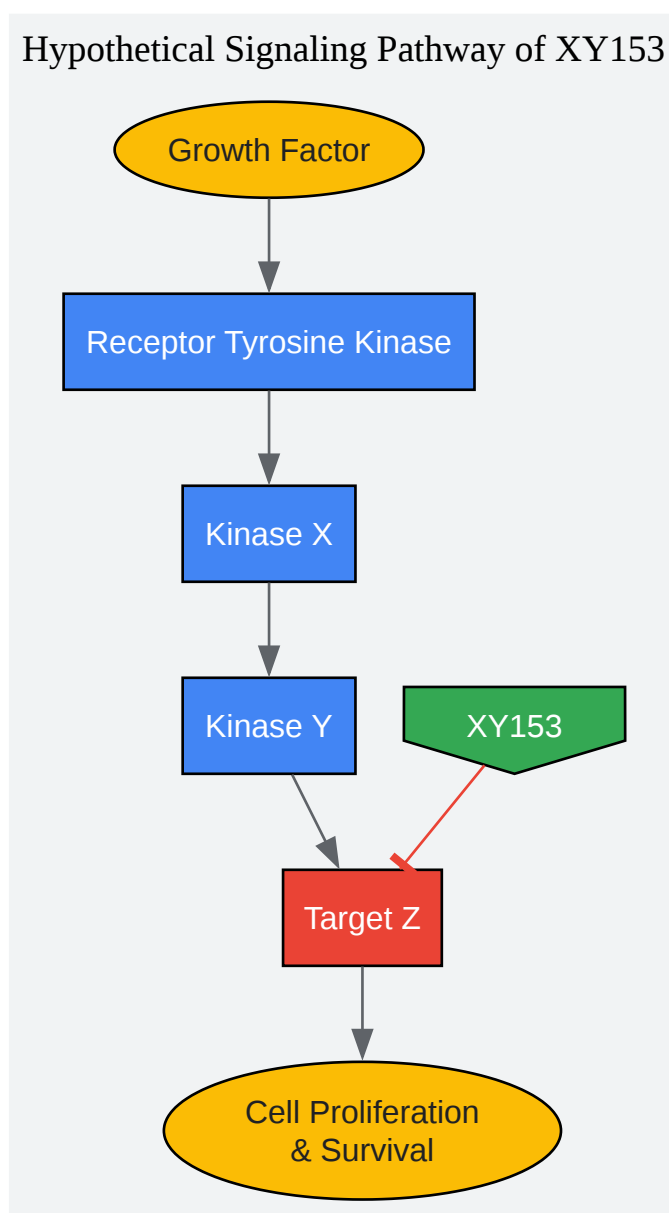 Hypothetical Signaling Pathway of XY153
Growth Factor
Receptor Tyrosine Kinase
Kinase X
Kinase Y
XY153
Target Z
Cell Proliferation
& Survival